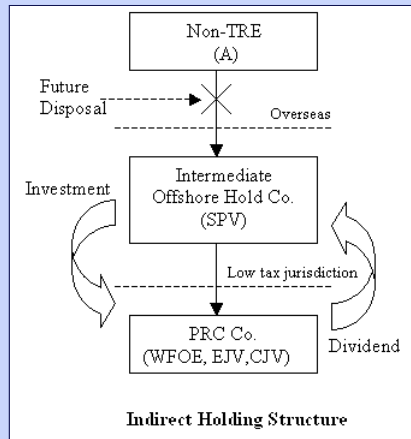 Non-TRE
(A)
Future
Disposal
Overseas
Intermediate
Offshore Hold Co.
(SPV)
Investment
Low tax jurisdiction
PRC Co.
(WFOE, EJV,CJV)
Dividend
Indirect Holding Structure